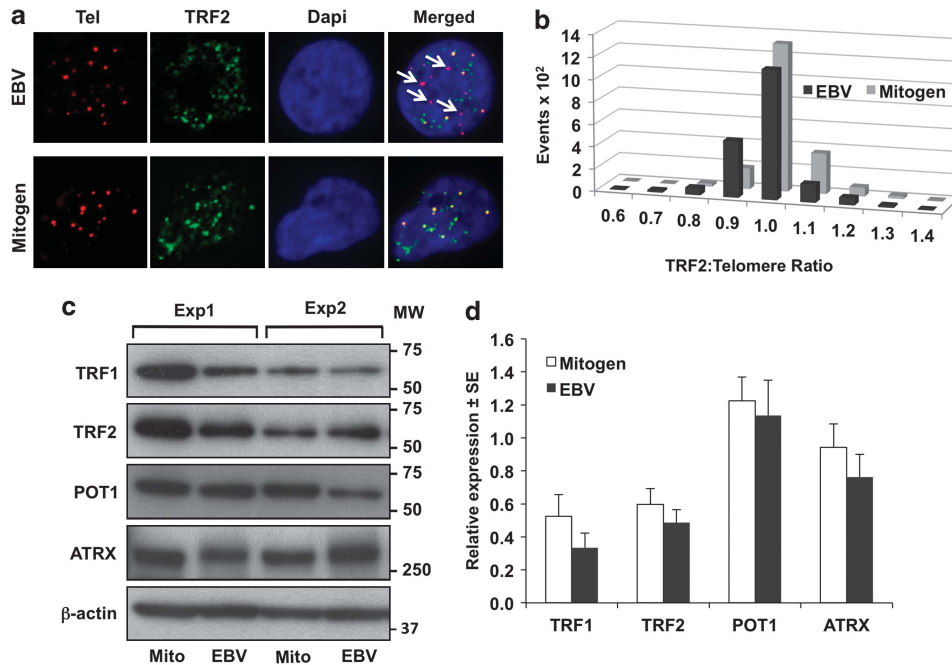 a
Tel TRF2 Dapi Merged
EBV
Mitogen
b
14
12
10
8
6
4
2
0
Events x 10²
EBV Mitogen
0.6 0.7 0.8 0.9 1.0 1.1 1.2 1.3 1.4
TRF2:Telomere Ratio
c
Exp1 Exp2 MW
TRF1 75
50
TRF2 75
50
POT1 75
50
ATRX 250
β-actin 37
Mito EBV Mito EBV
d
1.6
1.4
1.2
1.0
0.8
0.6
0.4
0.2
0.0
Relative expression ± SE
Mitogen
EBV
TRF1 TRF2 POT1 ATRX